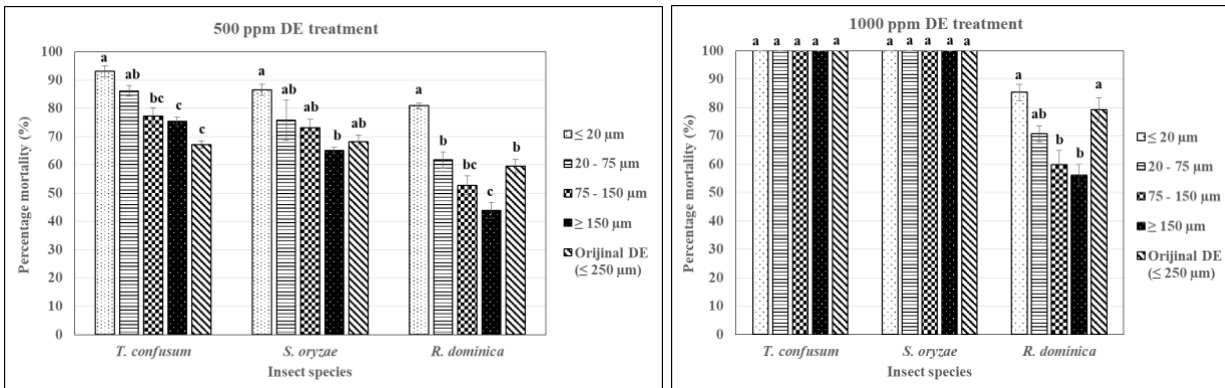 500 ppm DE treatment
Percentage mortality (%)
100
90
80
70
60
50
40
30
20
10
0
a
ab
bc
c
c
a
ab
ab
b
ab
a
b
bc
c
b
T. confusum
S. oryzae
R. dominica
Insect species
≤ 20 µm
20 - 75 µm
75 - 150 µm
≥ 150 µm
Orijinal DE
(≤ 250 µm)
1000 ppm DE treatment
Percentage mortality (%)
100
90
80
70
60
50
40
30
20
10
0
a a a a a
a a a a a
a
ab
b
b
a
T. confusum
S. oryzae
R. dominica
Insect species
≤ 20 µm
20 - 75 µm
75 - 150 µm
≥ 150 µm
Orijinal DE
(≤ 250 µm)